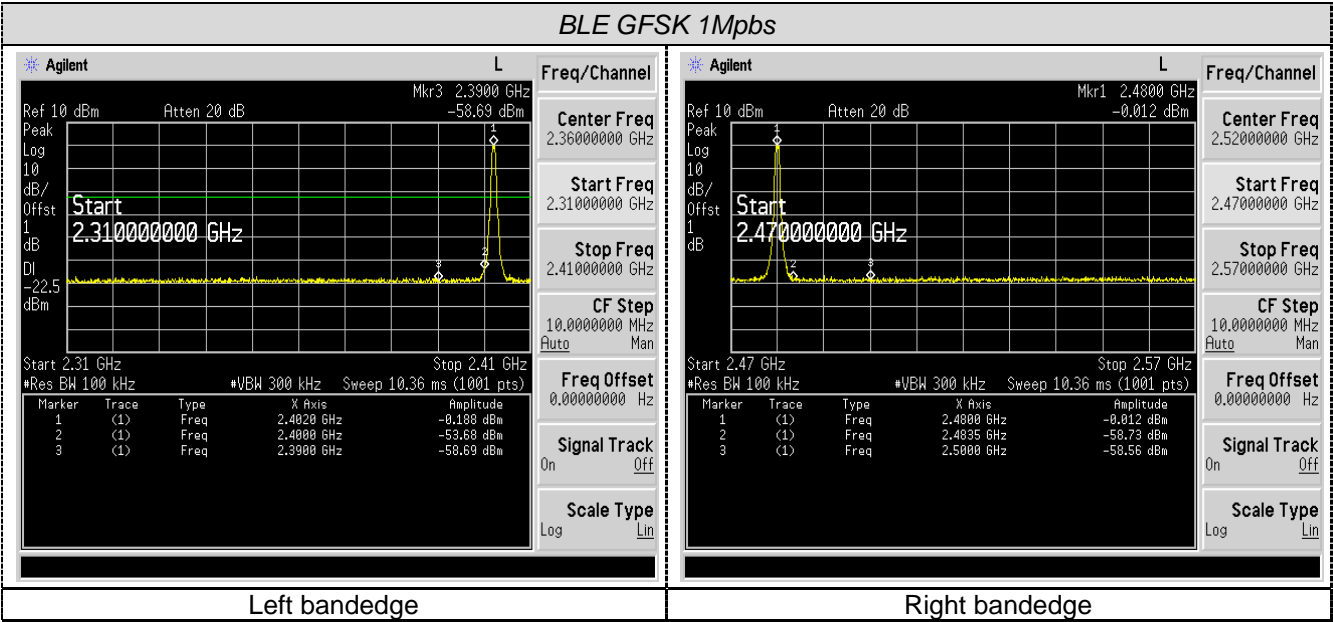 BLE GFSK 1Mpbs
Agilent
L
Freq/Channel
Mkr3 2.3900 GHz
Ref 10 dBm Atten 20 dB -58.69 dBm
Peak
Log
10
dB/
Offst
1
dB
DI
-22.5
dBm
1
2
3
Start
2.310000000 GHz
Start 2.31 GHz Stop 2.41 GHz
#Res BW 100 kHz #VBW 300 kHz Sweep 10.36 ms (1001 pts)
Marker Trace Type X Axis Amplitude
1 (1) Freq 2.4020 GHz -0.188 dBm
2 (1) Freq 2.4000 GHz -53.68 dBm
3 (1) Freq 2.3900 GHz -58.69 dBm
Center Freq
2.36000000 GHz
Start Freq
2.31000000 GHz
Stop Freq
2.41000000 GHz
CF Step
10.0000000 MHz
Auto Man
Freq Offset
0.00000000 Hz
Signal Track
On Off
Scale Type
Log Lin
Agilent
L
Freq/Channel
Mkr1 2.4800 GHz
Ref 10 dBm Atten 20 dB -0.012 dBm
Peak
Log
10
dB/
Offst
1
dB
1
2
3
Start
2.470000000 GHz
Start 2.47 GHz Stop 2.57 GHz
#Res BW 100 kHz #VBW 300 kHz Sweep 10.36 ms (1001 pts)
Marker Trace Type X Axis Amplitude
1 (1) Freq 2.4800 GHz -0.012 dBm
2 (1) Freq 2.4835 GHz -58.73 dBm
3 (1) Freq 2.5000 GHz -58.56 dBm
Center Freq
2.52000000 GHz
Start Freq
2.47000000 GHz
Stop Freq
2.57000000 GHz
CF Step
10.0000000 MHz
Auto Man
Freq Offset
0.00000000 Hz
Signal Track
On Off
Scale Type
Log Lin
Left bandedge
Right bandedge